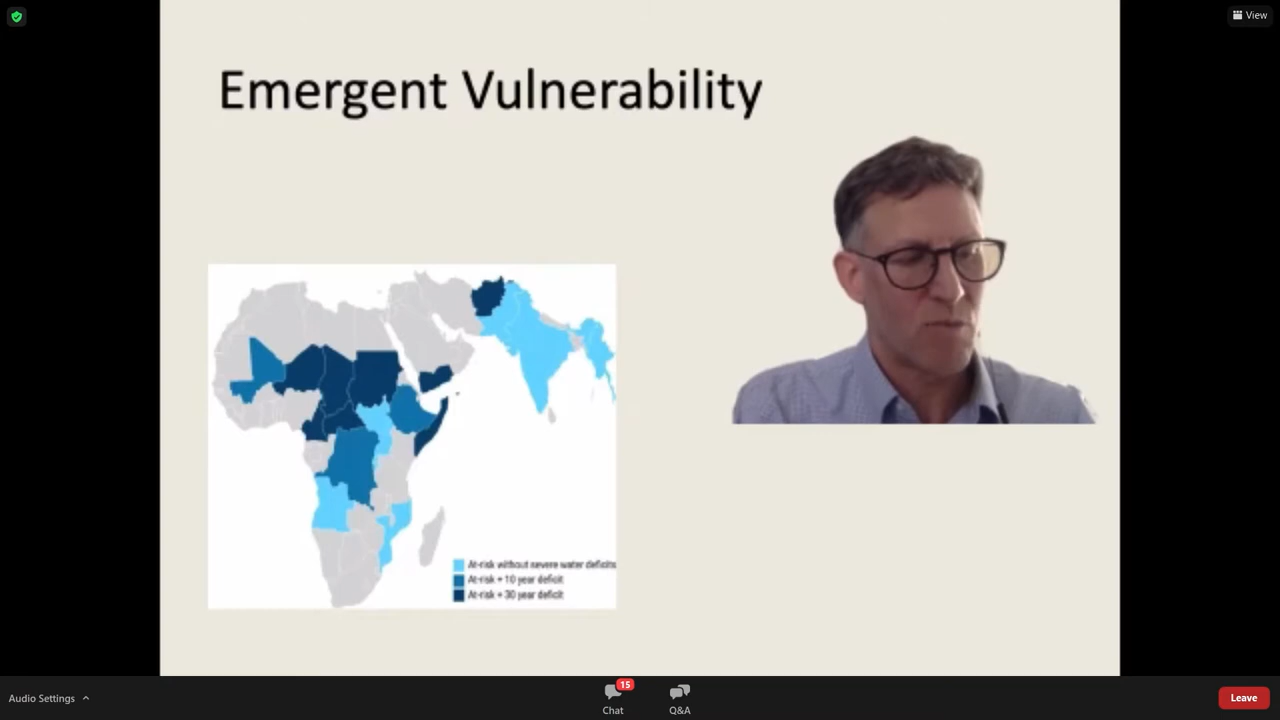 View
Emergent Vulnerability
At-risk without severe water deficits
At-risk + 10 year deficit
At-risk + 30 year deficit
Audio Settings
15
Chat
Q&A
Leave